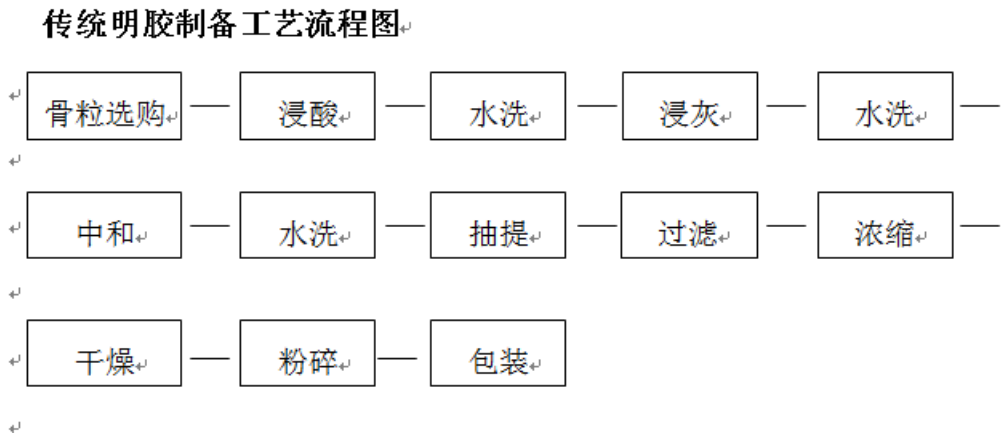 传统明胶制备工艺流程图
骨粒选购 浸酸 水洗 浸灰 水洗
中和 水洗 抽提 过滤 浓缩
干燥 粉碎 包装